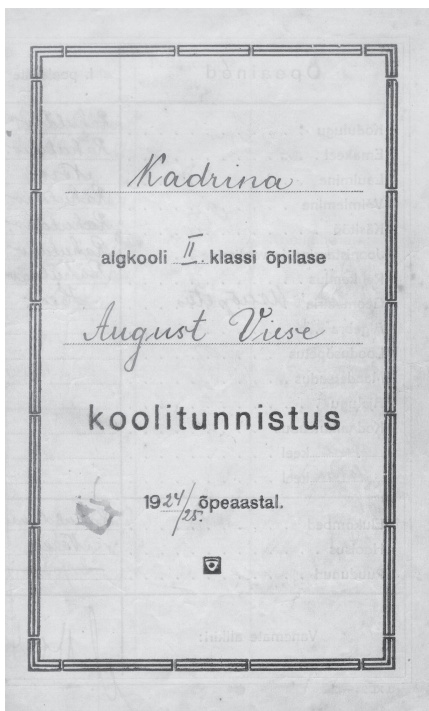 Kadrina
algkooli II. klassi õpilase
August Viese
koolitunnistus
1924/25. õpeaastal.